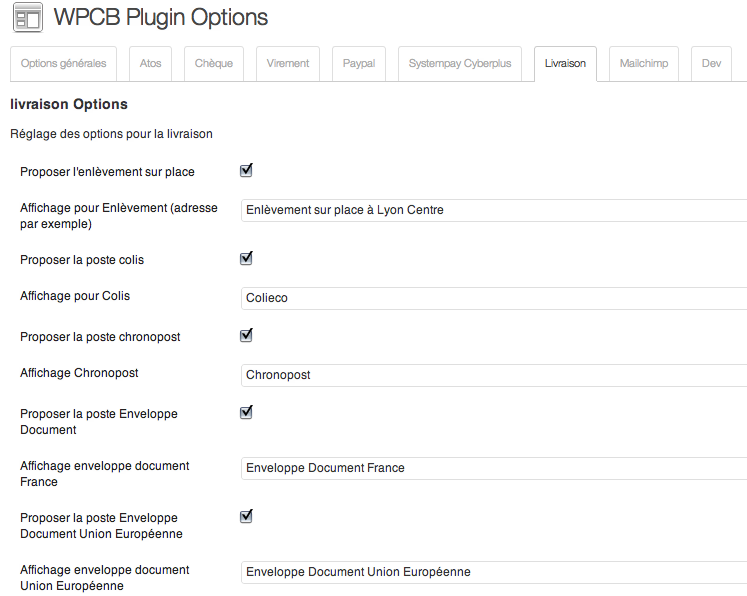 WPCB Plugin Options
Options générales Atos Chèque Virement Paypal Systempay Cyberplus Livraison Mailchimp Dev
livraison Options
Réglage des options pour la livraison
Proposer l'enlèvement sur place
Affichage pour Enlèvement (adresse
par exemple)
Enlèvement sur place à Lyon Centre
Proposer la poste colis
Affichage pour Colis
Colieco
Proposer la poste chronopost
Affichage Chronopost
Chronopost
Proposer la poste Enveloppe
Document
Affichage enveloppe document
France
Enveloppe Document France
Proposer la poste Enveloppe
Document Union Européenne
Affichage enveloppe document
Union Européenne
Enveloppe Document Union Européenne